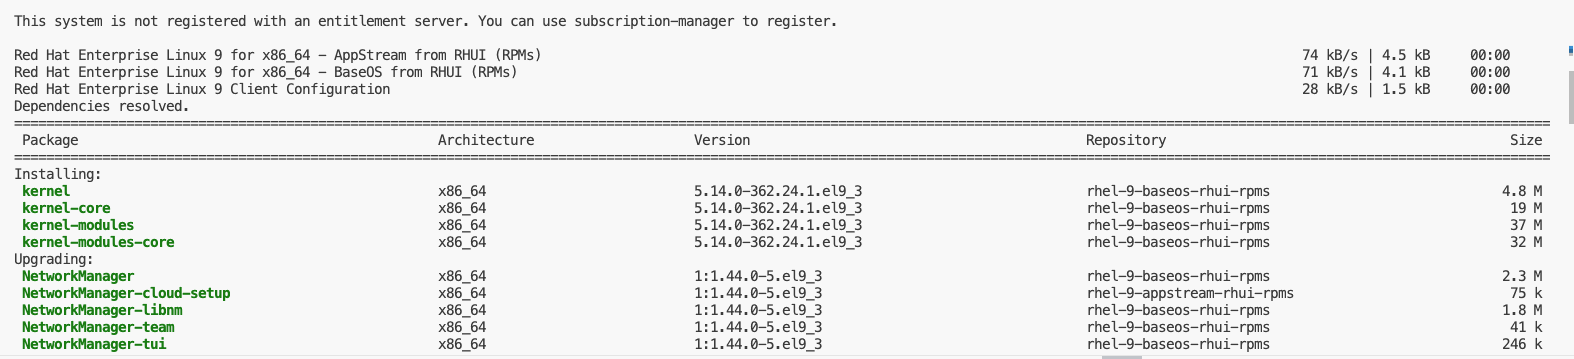 This system is not registered with an entitlement server. You can use subscription-manager to register.
Red Hat Enterprise Linux 9 for x86_64 - AppStream from RHUI (RPMs) 74 kB/s | 4.5 kB 00:00
Red Hat Enterprise Linux 9 for x86_64 - BaseOS from RHUI (RPMs) 71 kB/s | 4.1 kB 00:00
Red Hat Enterprise Linux 9 Client Configuration 28 kB/s | 1.5 kB 00:00
Dependencies resolved.
Package Architecture Version Repository Size
Installing:
kernel x86_64 5.14.0-362.24.1.el9_3 rhel-9-baseos-rhui-rpms 4.8 M
kernel-core x86_64 5.14.0-362.24.1.el9_3 rhel-9-baseos-rhui-rpms 19 M
kernel-modules x86_64 5.14.0-362.24.1.el9_3 rhel-9-baseos-rhui-rpms 37 M
kernel-modules-core x86_64 5.14.0-362.24.1.el9_3 rhel-9-baseos-rhui-rpms 32 M
Upgrading:
NetworkManager x86_64 1:1.44.0-5.el9_3 rhel-9-baseos-rhui-rpms 2.3 M
NetworkManager-cloud-setup x86_64 1:1.44.0-5.el9_3 rhel-9-appstream-rhui-rpms 75 k
NetworkManager-libnm x86_64 1:1.44.0-5.el9_3 rhel-9-baseos-rhui-rpms 1.8 M
NetworkManager-team x86_64 1:1.44.0-5.el9_3 rhel-9-baseos-rhui-rpms 41 k
NetworkManager-tui x86_64 1:1.44.0-5.el9_3 rhel-9-baseos-rhui-rpms 246 k